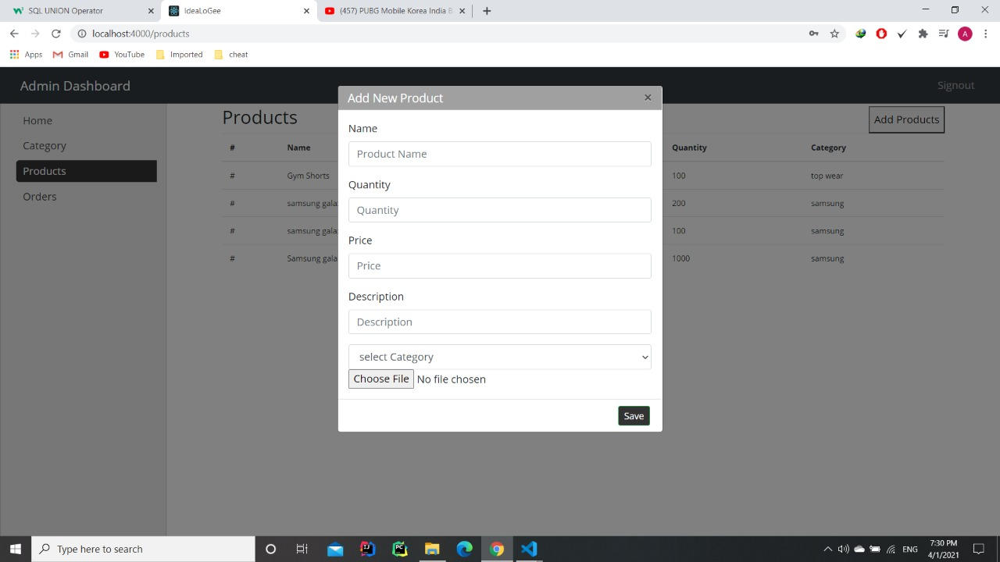 SQL UNION Operator
IdeaLoGee
(457) PUBG Mobile Korea India B
localhost:4000/products
A
Apps Gmail YouTube Imported cheat
Admin Dashboard
Signout
Home
Category
Products
Orders
Products
Add Products
# Name Quantity Category
# Gym Shorts 100 top wear
# samsung gala 200 samsung
# samsung gala 100 samsung
# Samsung gala 1000 samsung
Add New Product ×
Name
Product Name
Quantity
Quantity
Price
Price
Description
Description
select Category
Choose File No file chosen
Save
Type here to search
ENG
7:30 PM
4/1/2021